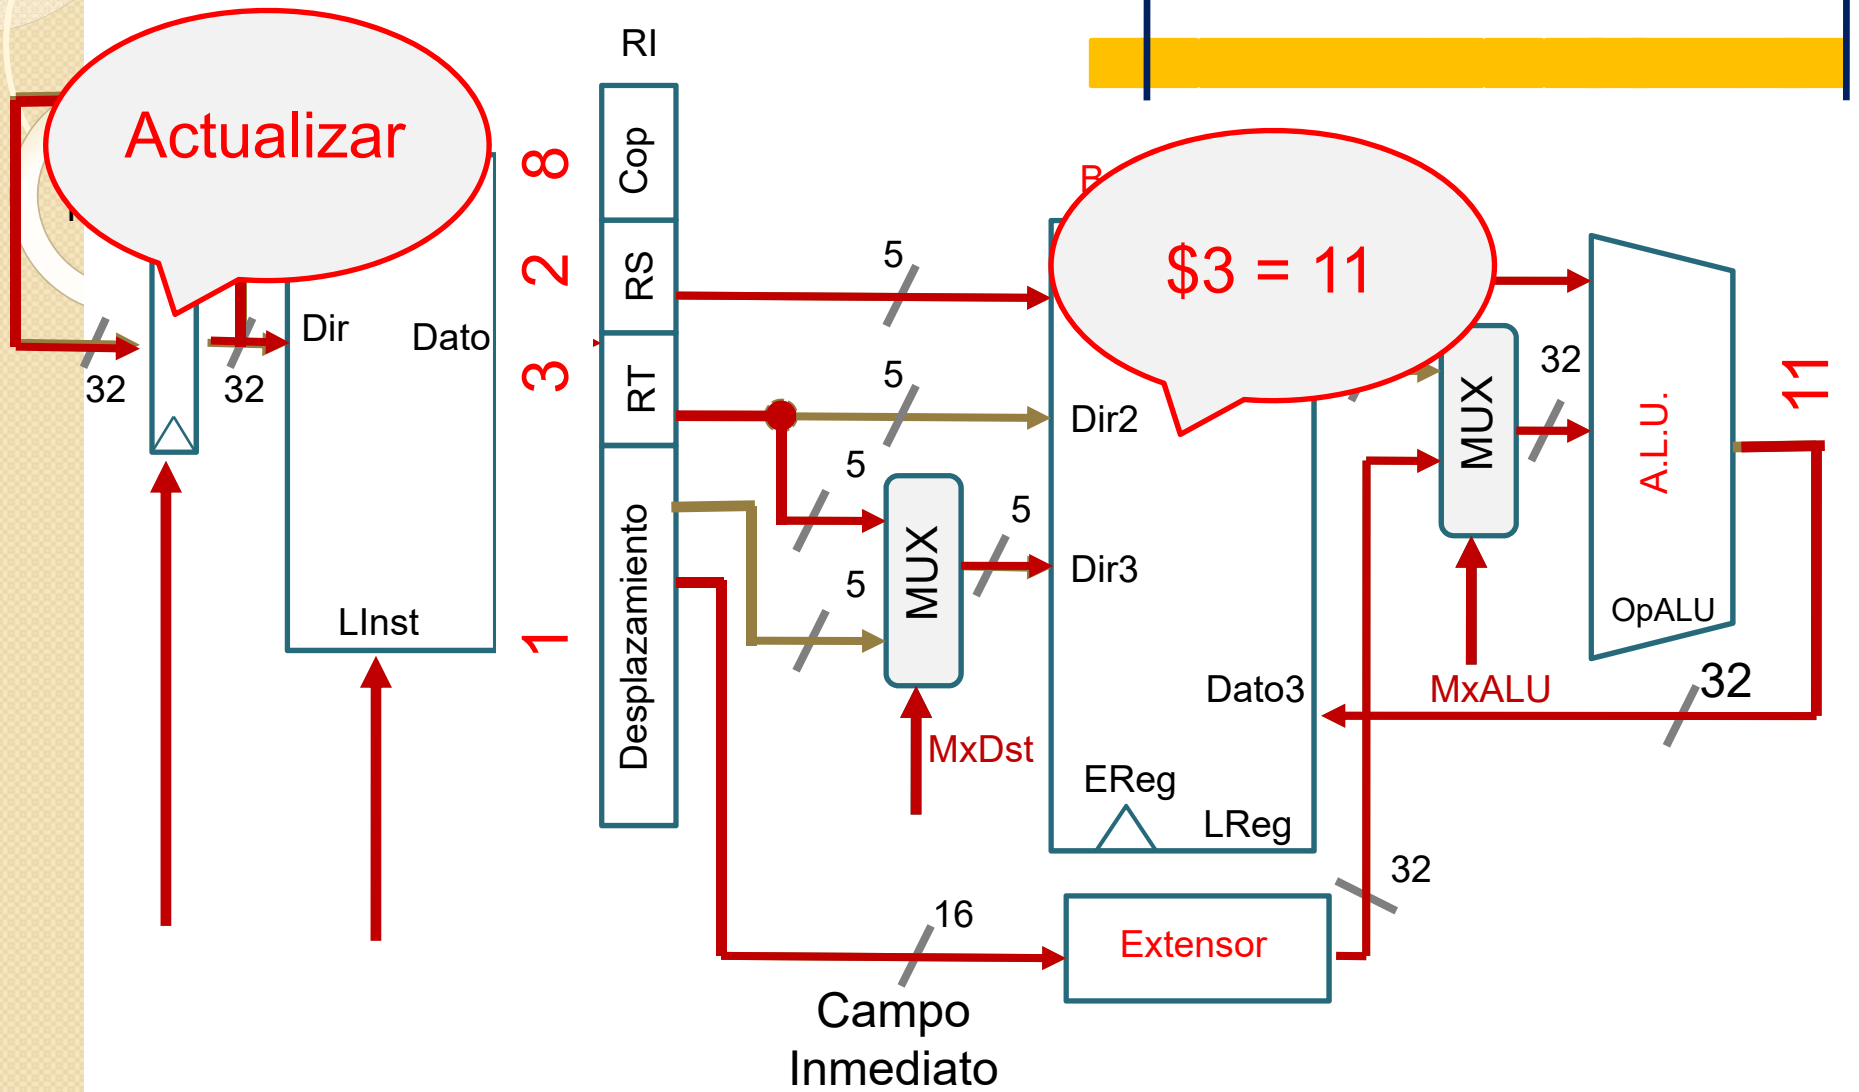 RI
Actualizar
Cop
8
$3 = 11
RS
2
5
Dir
Dato
32
32
RT
3
5
Dir2
32
MUX
A.L.U.
11
5
5
MUX
5
Dir3
Desplazamiento
1
LInst
OpALU
Dato3
MxALU
32
MxDst
EReg
LReg
32
16
Extensor
Campo
Inmediato